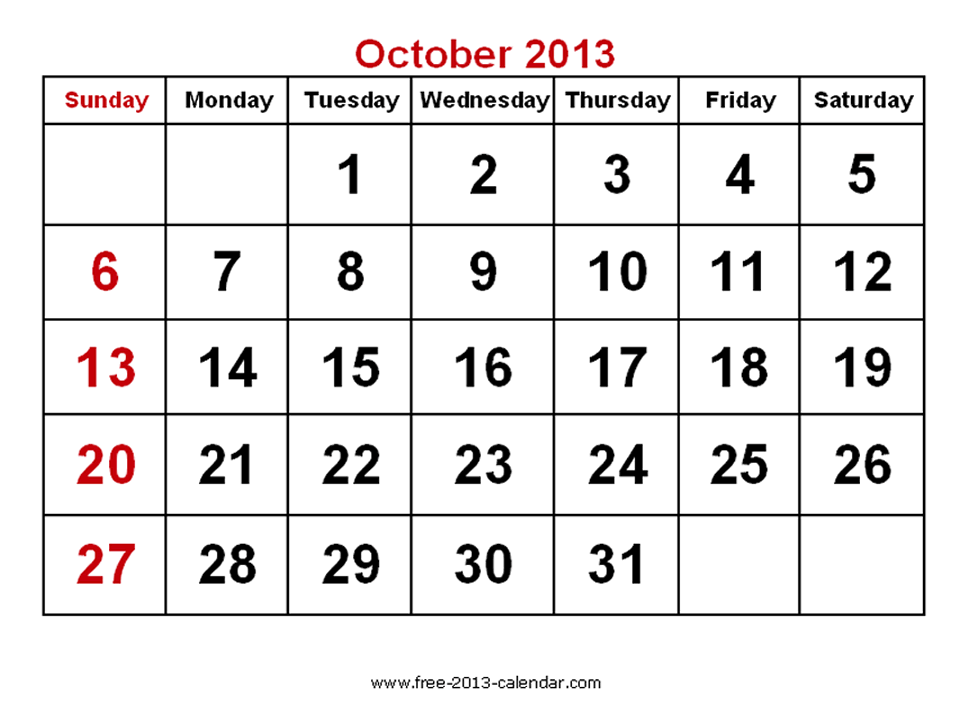 October 2013
Sunday Monday Tuesday Wednesday Thursday Friday Saturday
1 2 3 4 5
6 7 8 9 10 11 12
13 14 15 16 17 18 19
20 21 22 23 24 25 26
27 28 29 30 31
www.free-2013-calendar.com